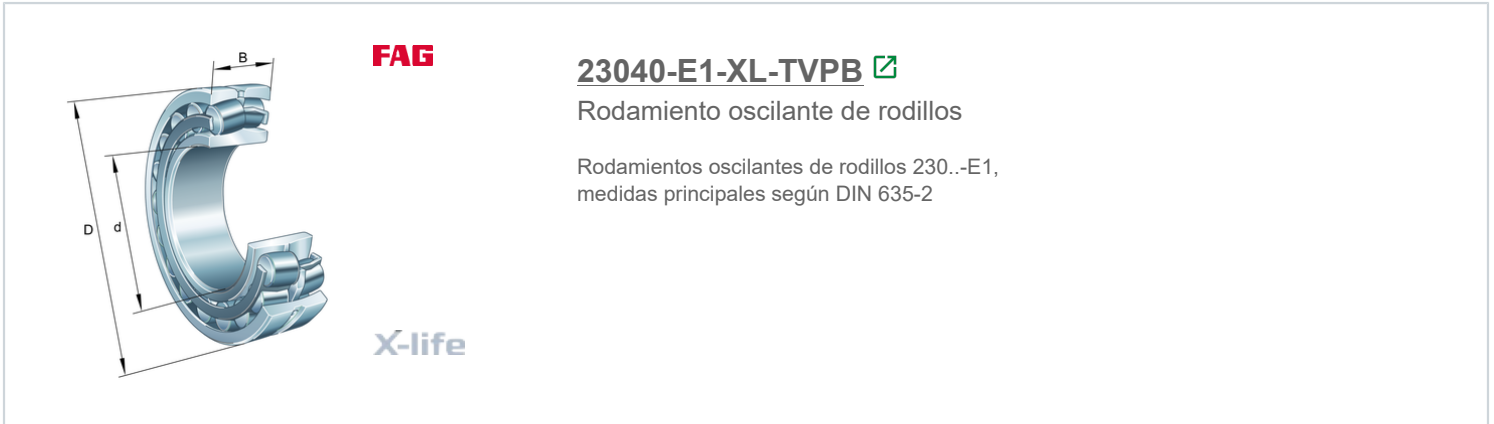 FAG
B
D
d
X-life
23040-E1-XL-TVPB
Rodamiento oscilante de rodillos
Rodamientos oscilantes de rodillos 230..-E1,
medidas principales según DIN 635-2